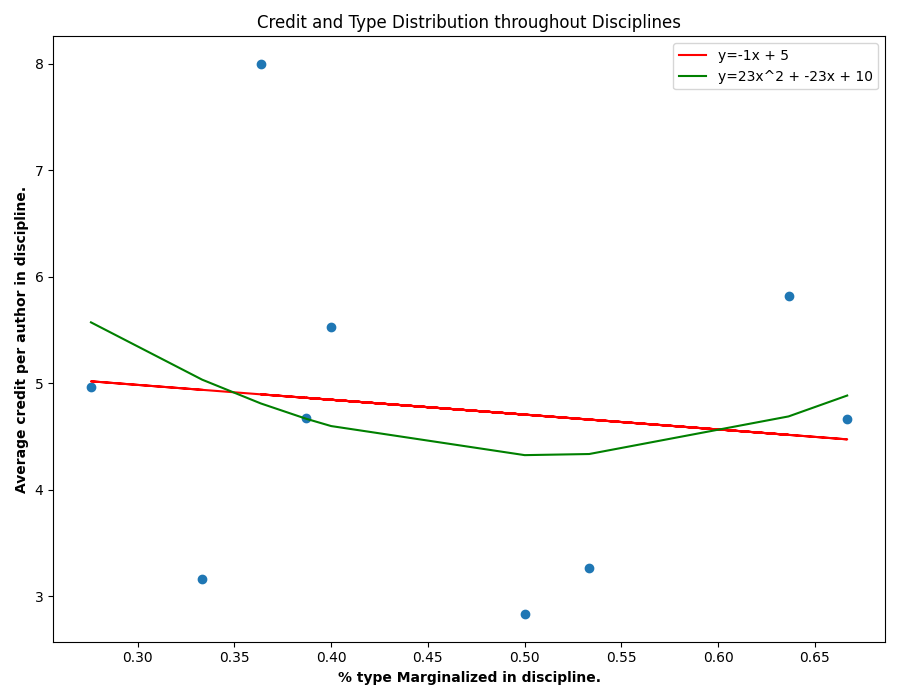 Credit and Type Distribution throughout Disciplines
y=-1x + 5
y=23x^2 + -23x + 10
8
7
6
5
4
3
Average credit per author in discipline.
0.30 0.35 0.40 0.45 0.50 0.55 0.60 0.65
% type Marginalized in discipline.